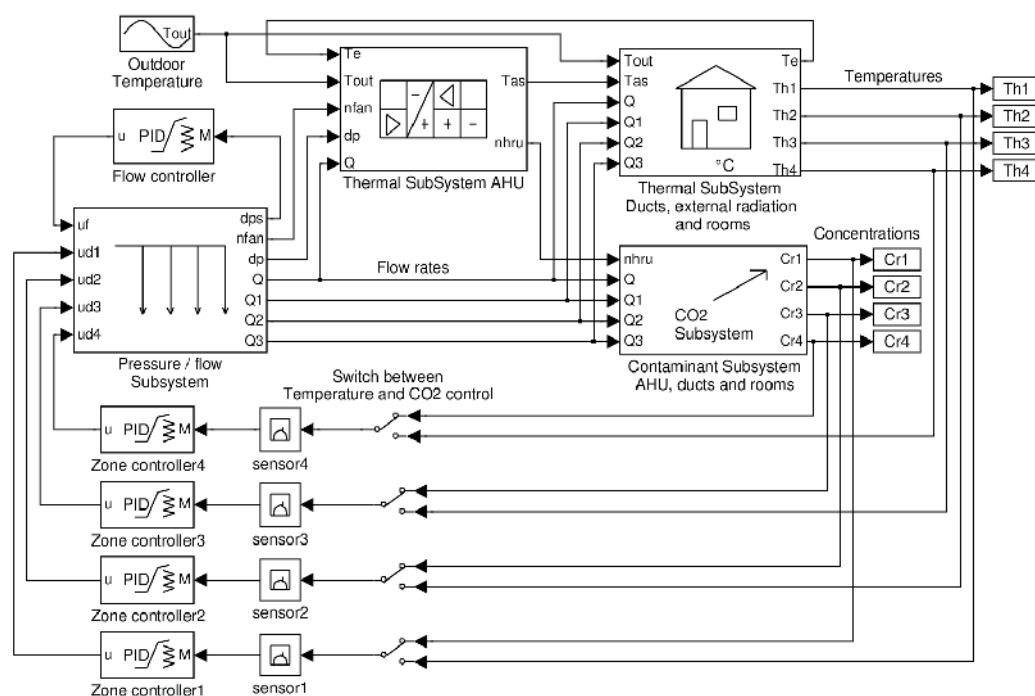 Tout
Outdoor
Temperature
u PID M
Flow controller
Te
Tout
nfan
dp
Q
Tas
nhru
Thermal SubSystem AHU
Tout
Tas
Q
Q1
Q2
Q3
Te
Th1
Th2
Th3
Th4
°C
Thermal SubSystem
Ducts, external radiation
and rooms
Temperatures
Th1
Th2
Th3
Th4
uf
ud1
ud2
ud3
ud4
dps
nfan
dp
Q
Q1
Q2
Q3
Pressure / flow
Subsystem
Flow rates
nhru
Q
Q1
Q2
Q3
CO2
Subsystem
Cr1
Cr2
Cr3
Cr4
Contaminant Subsystem
AHU, ducts and rooms
Concentrations
Cr1
Cr2
Cr3
Cr4
Switch between
Temperature and CO2 control
u PID M
Zone controller4
sensor4
u PID M
Zone controller3
sensor3
u PID M
Zone controller2
sensor2
u PID M
Zone controller1
sensor1